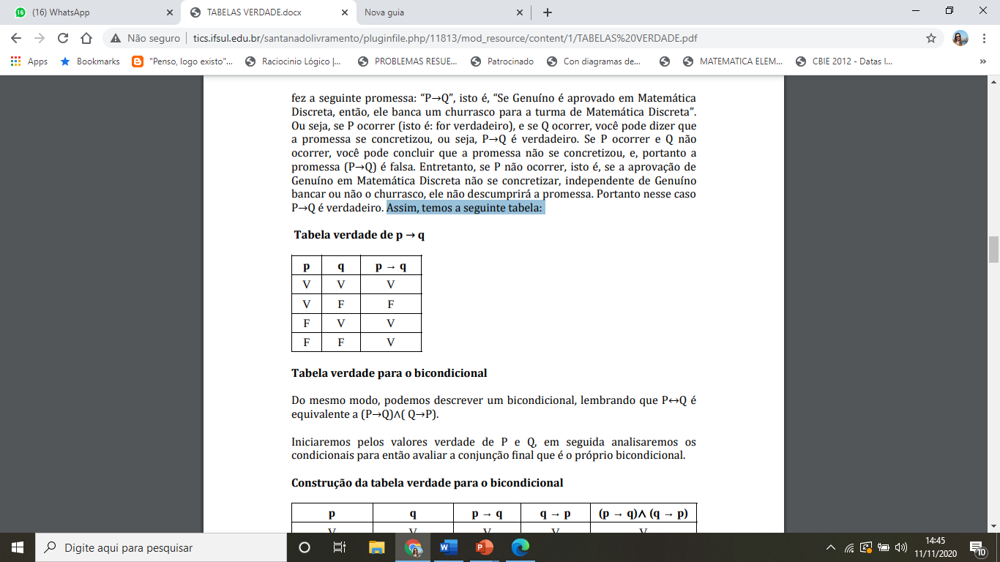 (16) WhatsApp
TABELAS VERDADE.docx
Nova guia
Não seguro | tics.ifsul.edu.br/santanadolivramento/pluginfile.php/11813/mod_resource/content/1/TABELAS%20VERDADE.pdf
Apps
Bookmarks
"Penso, logo existo"...
Raciocinio Lógico |...
PROBLEMAS RESUE...
Patrocinado
Con diagramas de...
MATEMATICA ELEM...
CBIE 2012 - Datas I...
»
fez a seguinte promessa: “P→Q”, isto é, “Se Genuíno é aprovado em Matemática
Discreta, então, ele banca um churrasco para a turma de Matemática Discreta”.
Ou seja, se P ocorrer (isto é: for verdadeiro), e se Q ocorrer, você pode dizer que
a promessa se concretizou, ou seja, P→Q é verdadeiro. Se P ocorrer e Q não
ocorrer, você pode concluir que a promessa não se concretizou, e, portanto a
promessa (P→Q) é falsa. Entretanto, se P não ocorrer, isto é, se a aprovação de
Genuíno em Matemática Discreta não se concretizar, independente de Genuíno
bancar ou não o churrasco, ele não descumprirá a promessa. Portanto nesse caso
P→Q é verdadeiro. Assim, temos a seguinte tabela:
Tabela verdade de p → q
p q p → q
V V V
V F F
F V V
F F V
Tabela verdade para o bicondicional
Do mesmo modo, podemos descrever um bicondicional, lembrando que P↔Q é
equivalente a (P→Q)∧( Q→P).
Iniciaremos pelos valores verdade de P e Q, em seguida analisaremos os
condicionais para então avaliar a conjunção final que é o próprio bicondicional.
Construção da tabela verdade para o bicondicional
p q p → q q → p (p → q)∧ (q → p)
V V V V V
Digite aqui para pesquisar
14:45
11/11/2020
10